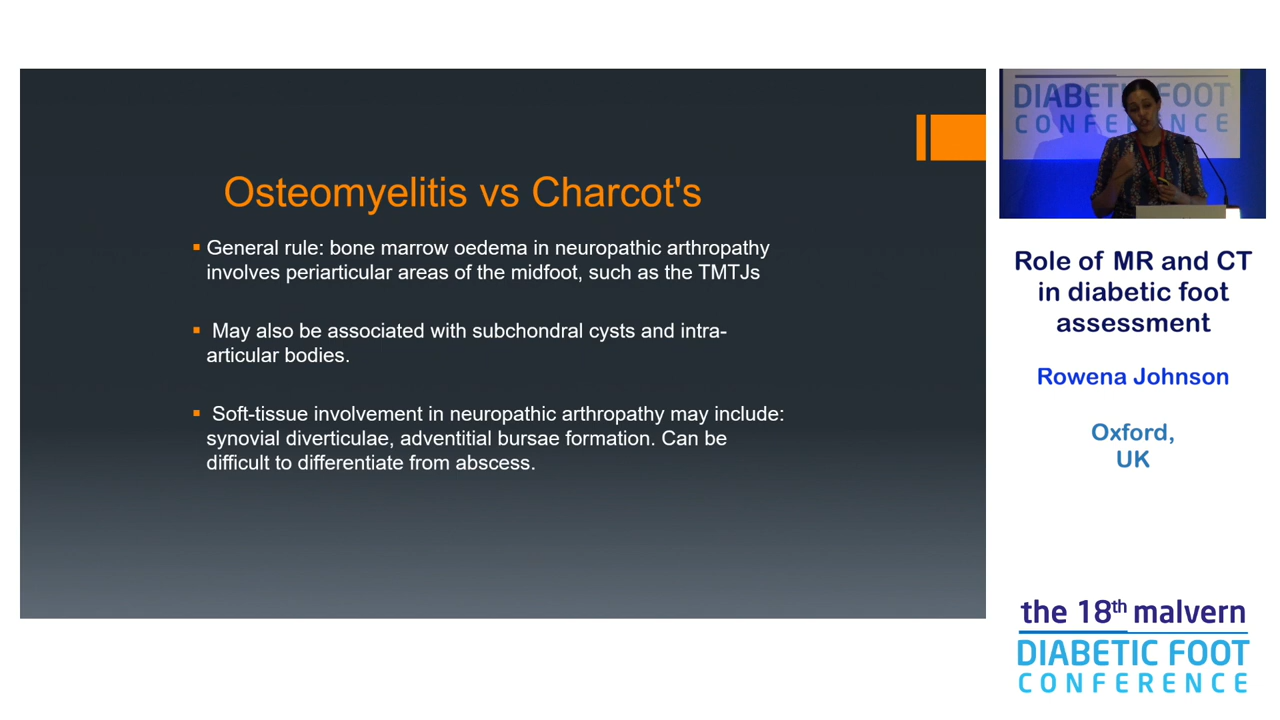 Osteomyelitis vs Charcot's
▪ General rule: bone marrow oedema in neuropathic arthropathy
involves periarticular areas of the midfoot, such as the TMTJs
▪ May also be associated with subchondral cysts and intra-
articular bodies.
▪ Soft-tissue involvement in neuropathic arthropathy may include:
synovial diverticulae, adventitial bursae formation. Can be
difficult to differentiate from abscess.
DIABETIC FOOT
CONFERENCE
Role of MR and CT
in diabetic foot
assessment
Rowena Johnson
Oxford,
UK
the 18th malvern
DIABETIC FOOT
CONFERENCE